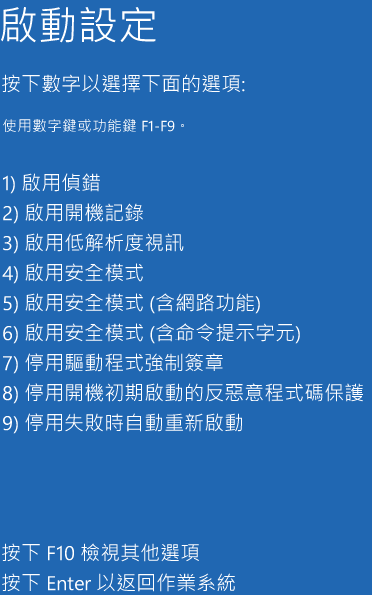 啟動設定
按下數字以選擇下面的選項:
使用數字鍵或功能鍵 F1-F9。
1) 啟用偵錯
2) 啟用開機記錄
3) 啟用低解析度視訊
4) 啟用安全模式
5) 啟用安全模式 (含網路功能)
6) 啟用安全模式 (含命令提示字元)
7) 停用驅動程式強制簽章
8) 停用開機初期啟動的反惡意程式碼保護
9) 停用失敗時自動重新啟動
按下 F10 檢視其他選項
按下 Enter 以返回作業系統